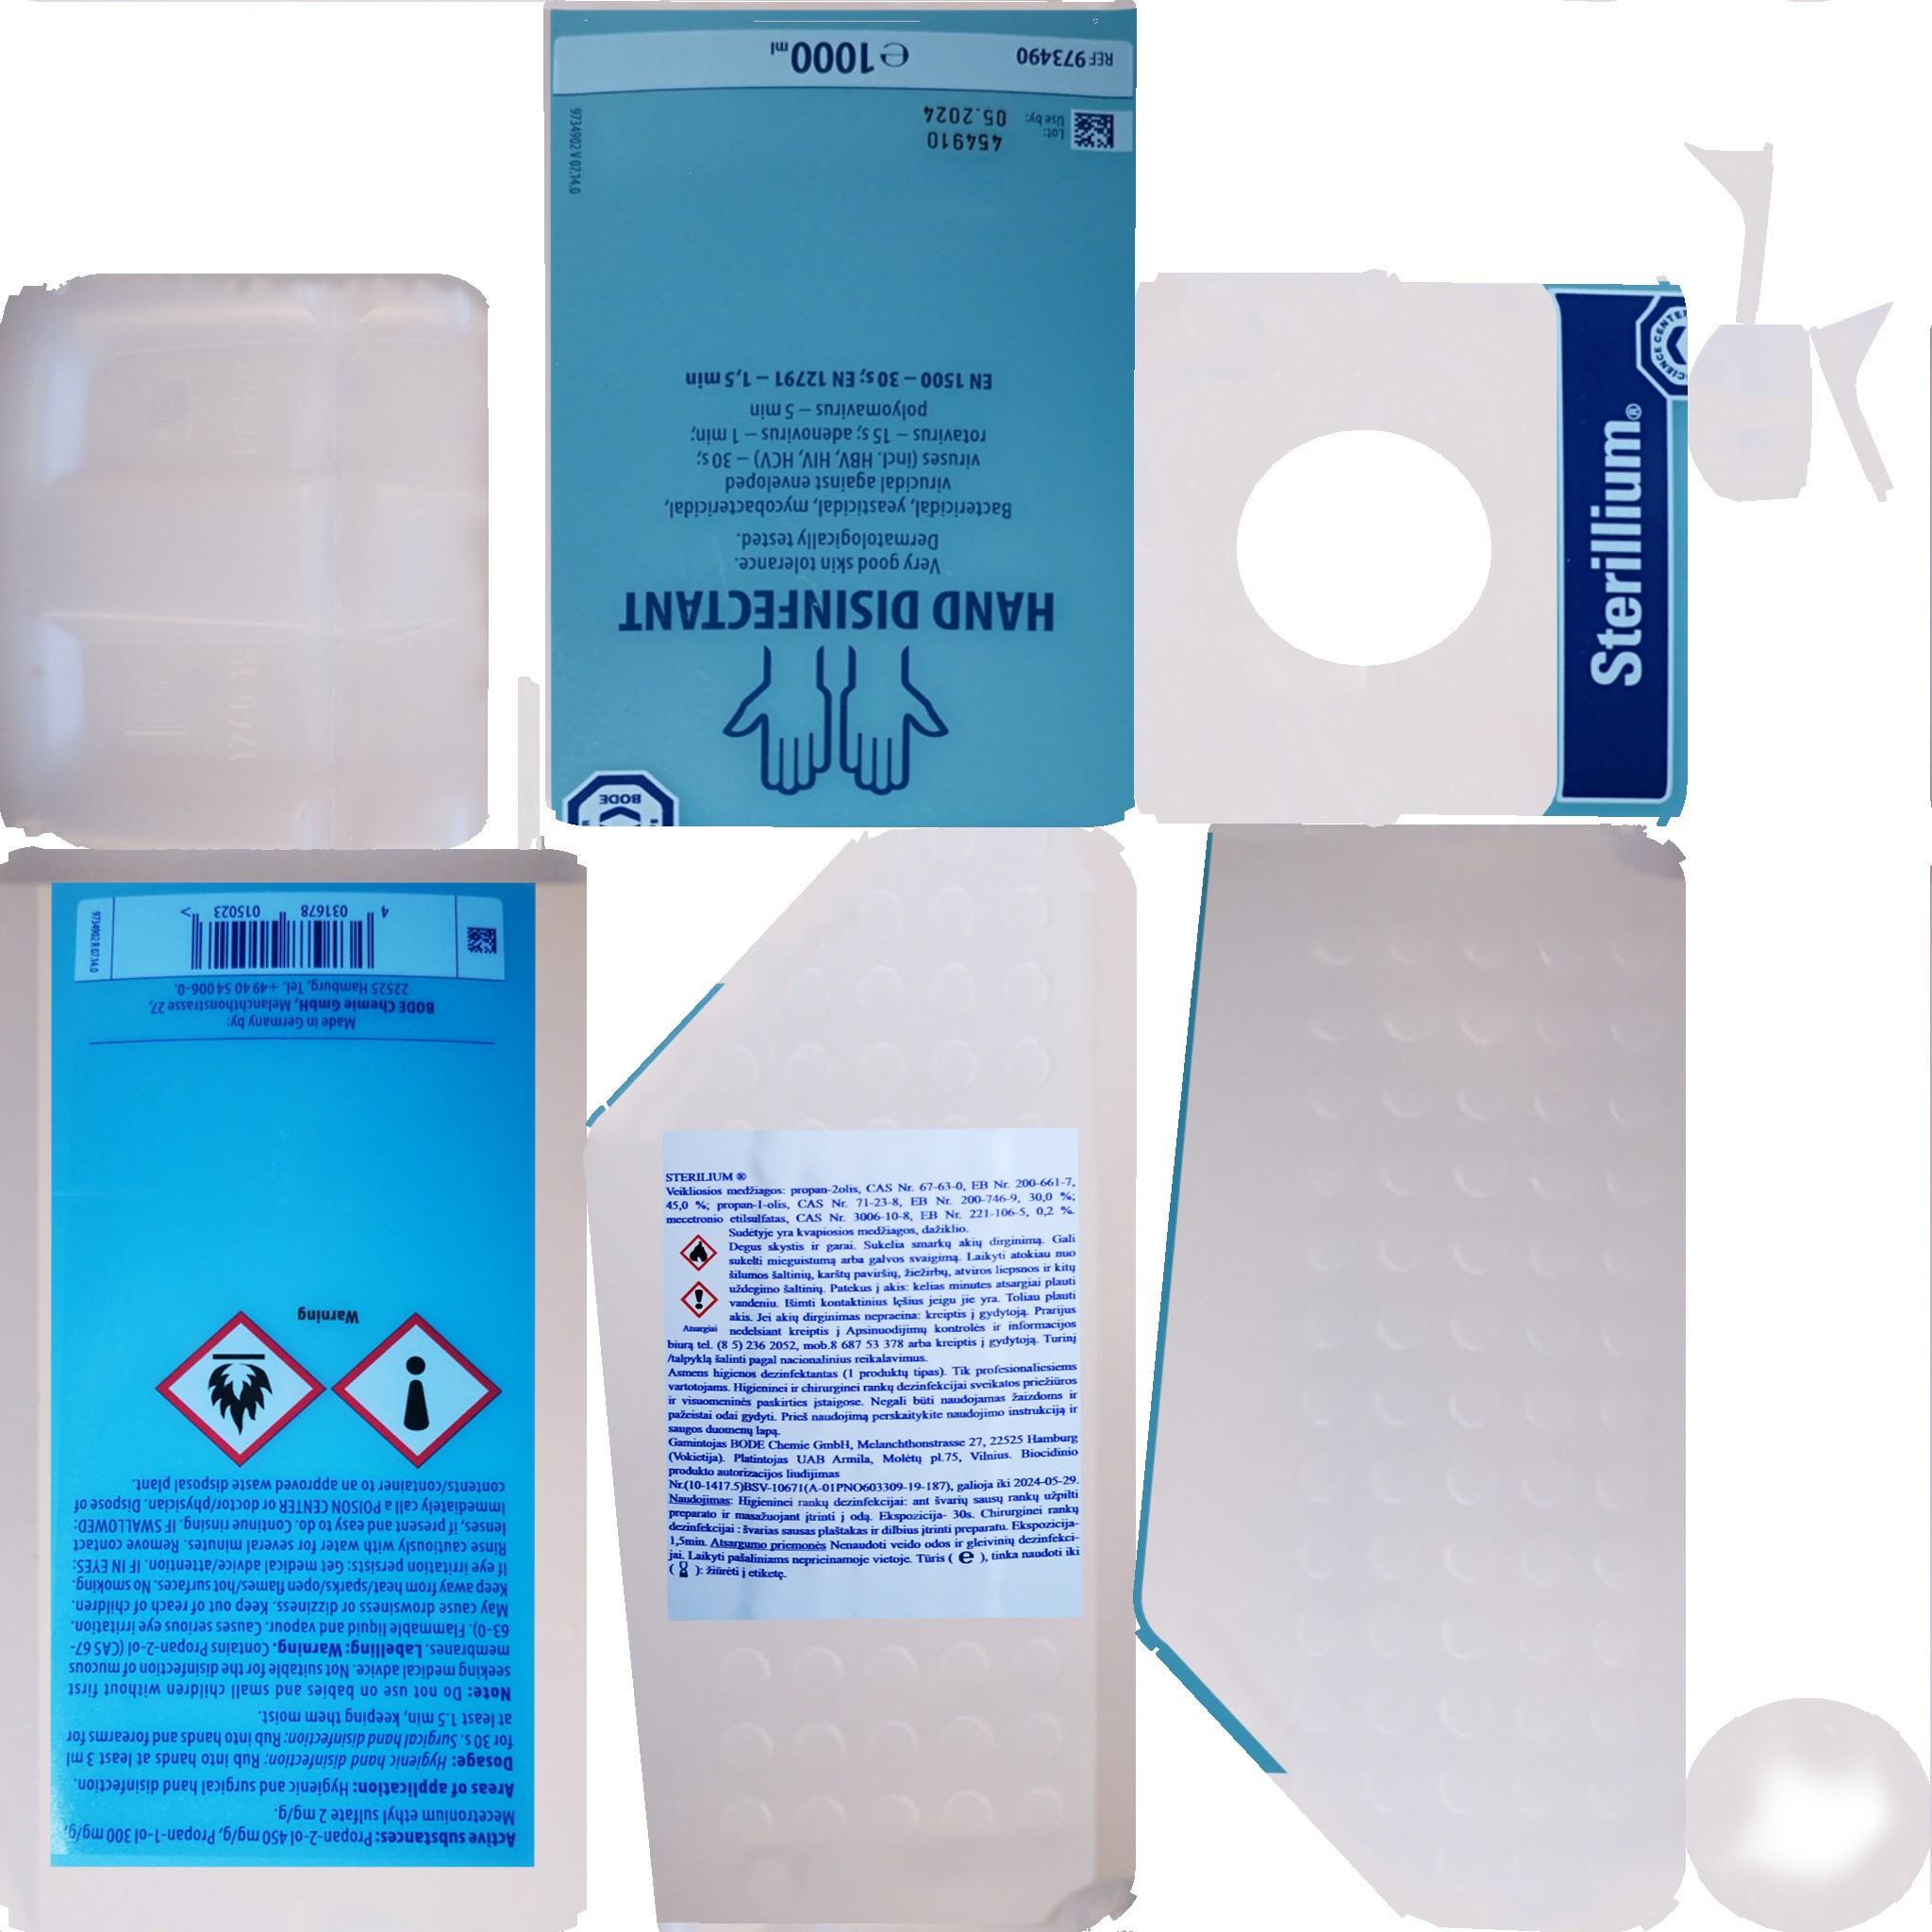 Sterillium®
SCIENCE CENTER
BODE
HAND DISINFECTANT
Very good skin tolerance.
Dermatologically tested.
Bactericidal, yeasticidal, mycobactericidal,
virucidal against enveloped
viruses (incl. HBV, HIV, HCV) – 30 s;
rotavirus – 15 s; adenovirus – 1 min;
polyomavirus – 5 min
EN 1500 – 30 s; EN 12791 – 1,5 min
Lot: 454910
Use by: 05.2024
9734902 V 07.14.0
REF 973490 e1000 ml
Active substances: Propan-2-ol 450 mg/g, Propan-1-ol 300 mg/g,
Mecetronium ethyl sulfate 2 mg/g.
Areas of application: Hygienic and surgical hand disinfection.
Dosage: Hygienic hand disinfection: Rub into hands at least 3 ml
for 30 s. Surgical hand disinfection: Rub into hands and forearms for
at least 1.5 min, keeping them moist.
Note: Do not use on babies and small children without first
seeking medical advice. Not suitable for the disinfection of mucous
membranes. Labelling: Warning. Contains Propan-2-ol (CAS 67-
63-0). Flammable liquid and vapour. Causes serious eye irritation.
May cause drowsiness or dizziness. Keep out of reach of children.
Keep away from heat/sparks/open flames/hot surfaces. No smoking.
If eye irritation persists: Get medical advice/attention. IF IN EYES:
Rinse cautiously with water for several minutes. Remove contact
lenses, if present and easy to do. Continue rinsing. IF SWALLOWED:
Immediately call a POISON CENTER or doctor/physician. Dispose of
contents/container to an approved waste disposal plant.
Warning
Made in Germany by:
BODE Chemie GmbH, Melanchthonstrasse 27,
22525 Hamburg, Tel. +49 40 54 006-0.
4 031678 015023 >
9734902 R 07.14.0
STERILIUM ®
Veikliosios medžiagos: propan-2olis, CAS Nr. 67-63-0, EB Nr. 200-661-7,
45,0 %; propan-1-olis, CAS Nr. 71-23-8, EB Nr. 200-746-9, 30,0 %;
mecetronio etilsulfatas, CAS Nr. 3006-10-8, EB Nr. 221-106-5, 0,2 %.
Sudėtyje yra kvapiosios medžiagos, dažiklio.
Degus skystis ir garai. Sukelia smarkų akių dirginimą. Gali
sukelti mieguistumą arba galvos svaigimą. Laikyti atokiau nuo
šilumos šaltinių, karštų paviršių, žiežirbų, atviros liepsnos ir kitų
uždegimo šaltinių. Patekus į akis: kelias minutes atsargiai plauti
vandeniu. Išimti kontaktinius lęšius jeigu jie yra. Toliau plauti
akis. Jei akių dirginimas nepraeina: kreiptis į gydytoją. Prarijus
Atsargiai nedelsiant kreiptis į Apsinuodijimų kontrolės ir informacijos
biurą tel. (8 5) 236 2052, mob.8 687 53 378 arba kreiptis į gydytoją. Turinį
/talpyklą šalinti pagal nacionalinius reikalavimus.
Asmens higienos dezinfektantas (1 produktų tipas). Tik profesionaliesiems
vartotojams. Higieninei ir chirurginei rankų dezinfekcijai sveikatos priežiūros
ir visuomeninės paskirties įstaigose. Negali būti naudojamas žaizdoms ir
pažeistai odai gydyti. Prieš naudojimą perskaitykite naudojimo instrukciją ir
saugos duomenų lapą.
Gamintojas BODE Chemie GmbH, Melanchthonstrasse 27, 22525 Hamburg
(Vokietija). Platintojas UAB Armila, Molėtų pl.75, Vilnius. Biocidinio
produkto autorizacijos liudijimas
Nr.(10-1417.5)BSV-10671(A-01PNO603309-19-187), galioja iki 2024-05-29.
Naudojimas: Higieninei rankų dezinfekcijai: ant švarių sausų rankų užpilti
preparato ir masažuojant įtrinti į odą. Ekspozicija- 30s. Chirurginei rankų
dezinfekcijai : švarias sausas plaštakas ir dilbius įtrinti preparatu. Ekspozicija-
1,5min. Atsargumo priemonės Nenaudoti veido odos ir gleivinių dezinfekci-
jai. Laikyti pašaliniams neprieinamoje vietoje. Tūris ( e ), tinka naudoti iki
( ): žiūrėti į etiketę.